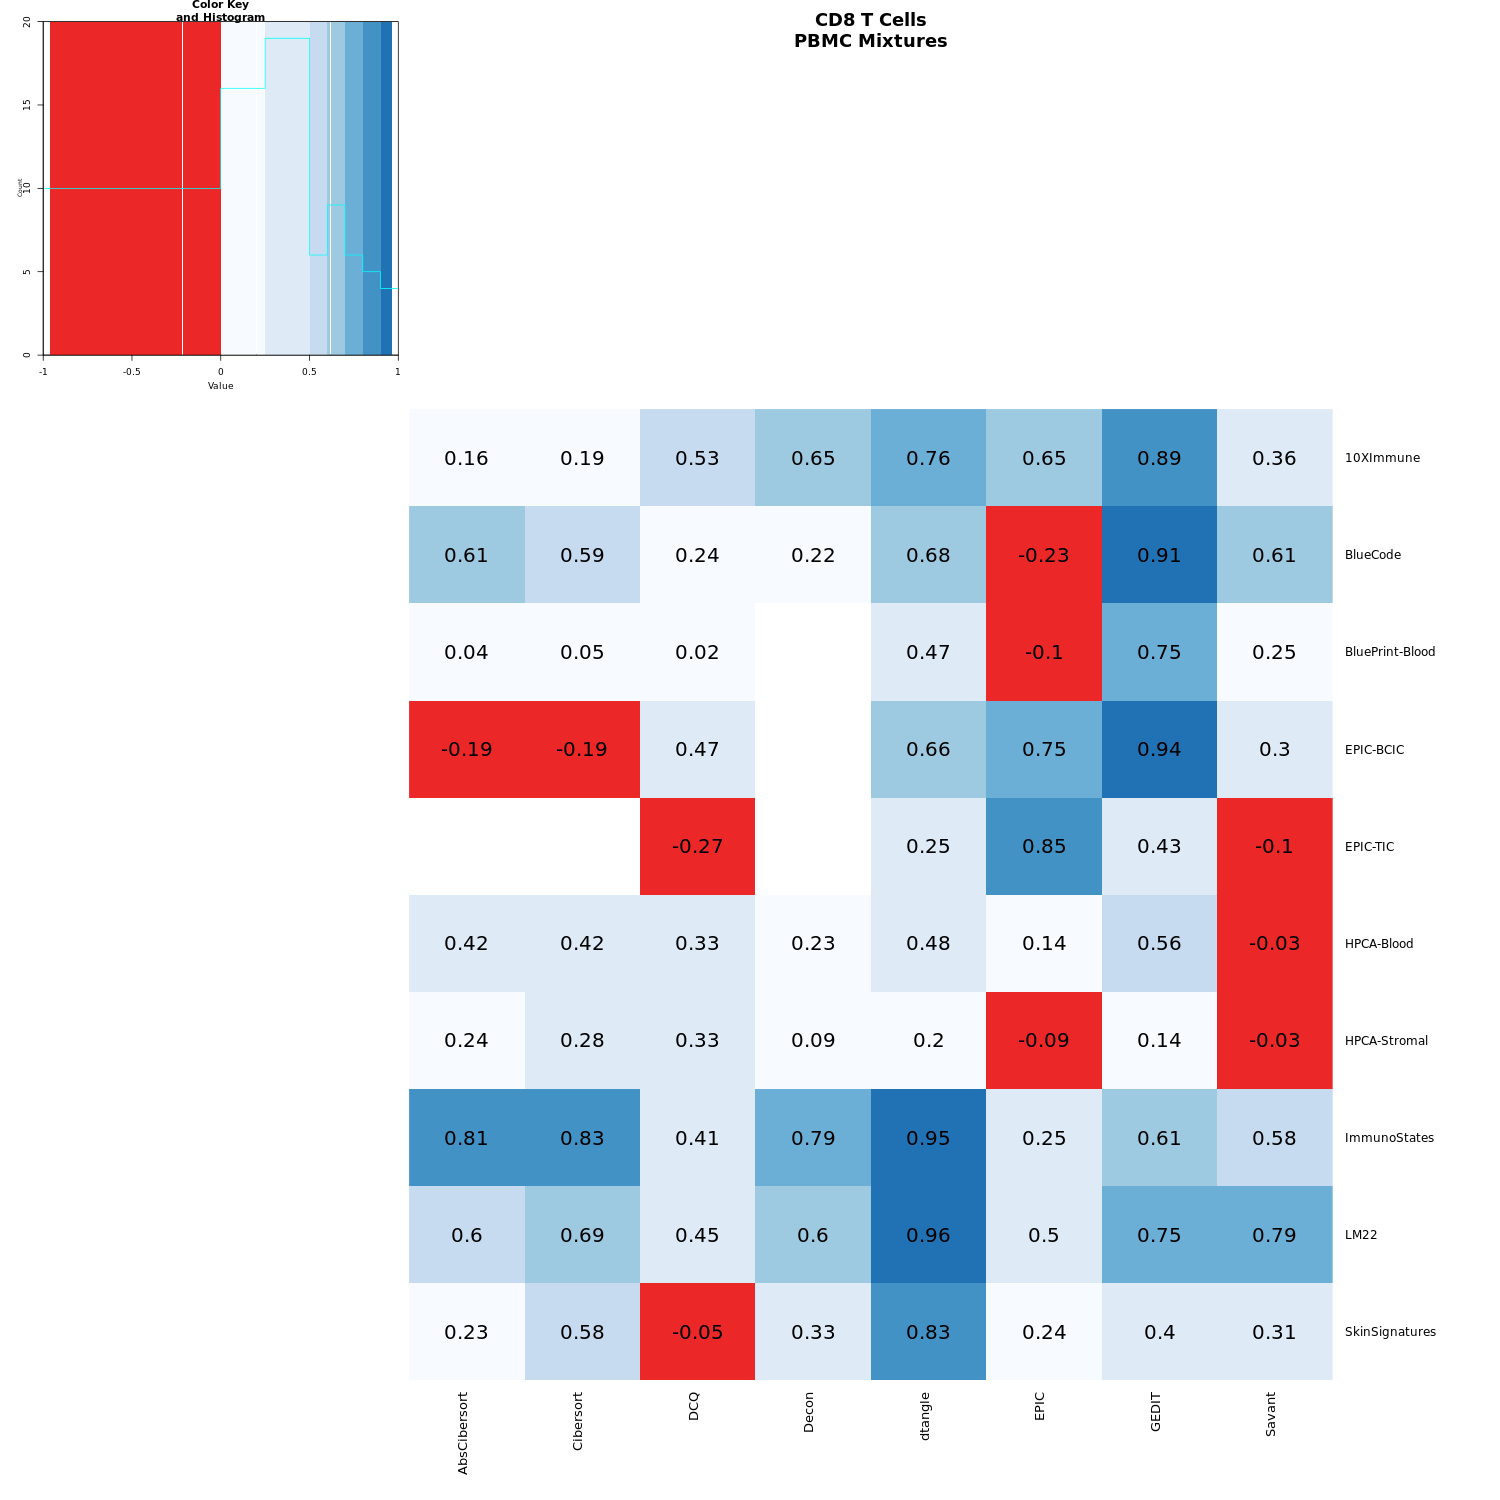 Color Key
and Histogram
CD8 T Cells
PBMC Mixtures
20
15
10
5
0
Count
-1 -0.5 0 0.5 1
Value
0.16 0.19 0.53 0.65 0.76 0.65 0.89 0.36 10XImmune
0.61 0.59 0.24 0.22 0.68 -0.23 0.91 0.61 BlueCode
0.04 0.05 0.02 0.47 -0.1 0.75 0.25 BluePrint-Blood
-0.19 -0.19 0.47 0.66 0.75 0.94 0.3 EPIC-BCIC
-0.27 0.25 0.85 0.43 -0.1 EPIC-TIC
0.42 0.42 0.33 0.23 0.48 0.14 0.56 -0.03 HPCA-Blood
0.24 0.28 0.33 0.09 0.2 -0.09 0.14 -0.03 HPCA-Stromal
0.81 0.83 0.41 0.79 0.95 0.25 0.61 0.58 ImmunoStates
0.6 0.69 0.45 0.6 0.96 0.5 0.75 0.79 LM22
0.23 0.58 -0.05 0.33 0.83 0.24 0.4 0.31 SkinSignatures
AbsCibersort Cibersort DCQ Decon dtangle EPIC GEDIT Savant